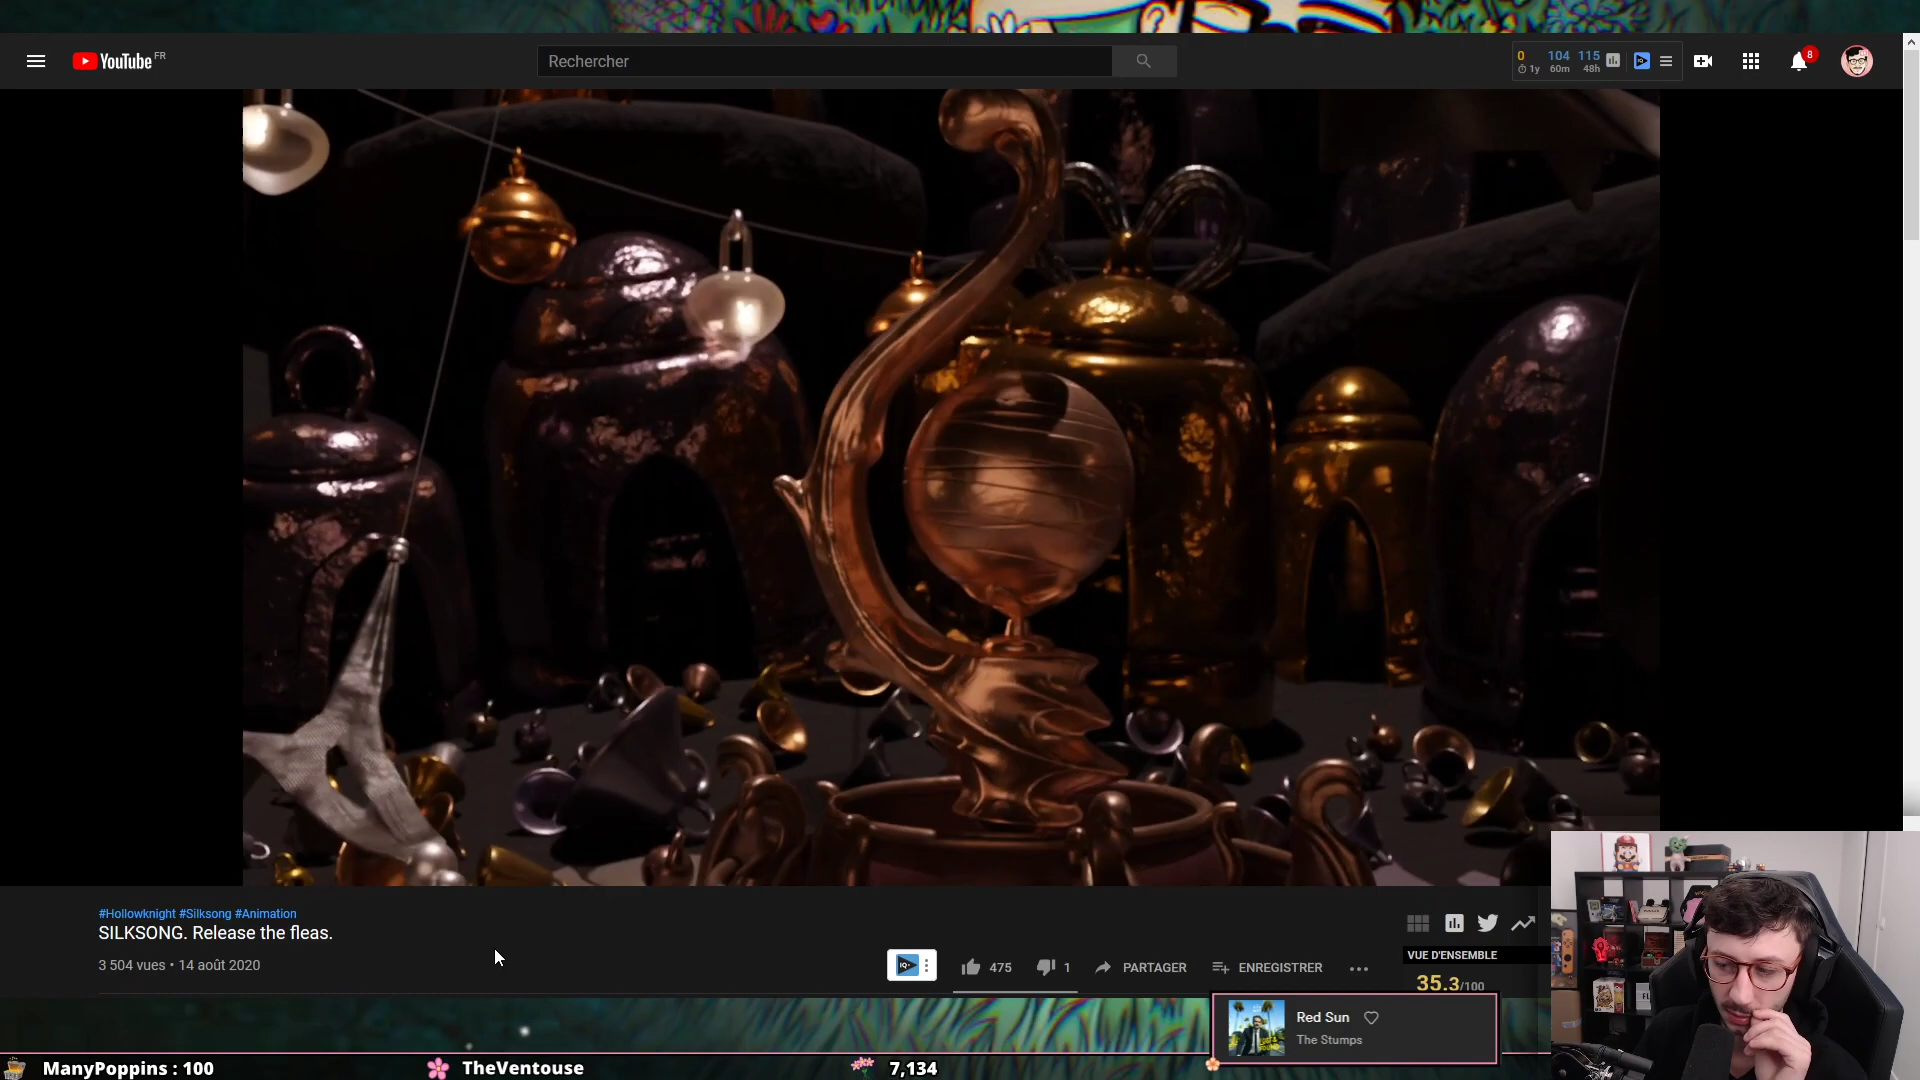 YouTube FR
Rechercher
0 104 115
1y 60m 48h
8
#Hollowknight #Silksong #Animation
SILKSONG. Release the fleas.
3 504 vues • 14 août 2020
IQ
475
1
PARTAGER
ENREGISTRER
VUE D'ENSEMBLE
35.3/100
Red Sun
The Stumps
ManyPoppins : 100
TheVentouse
7,134